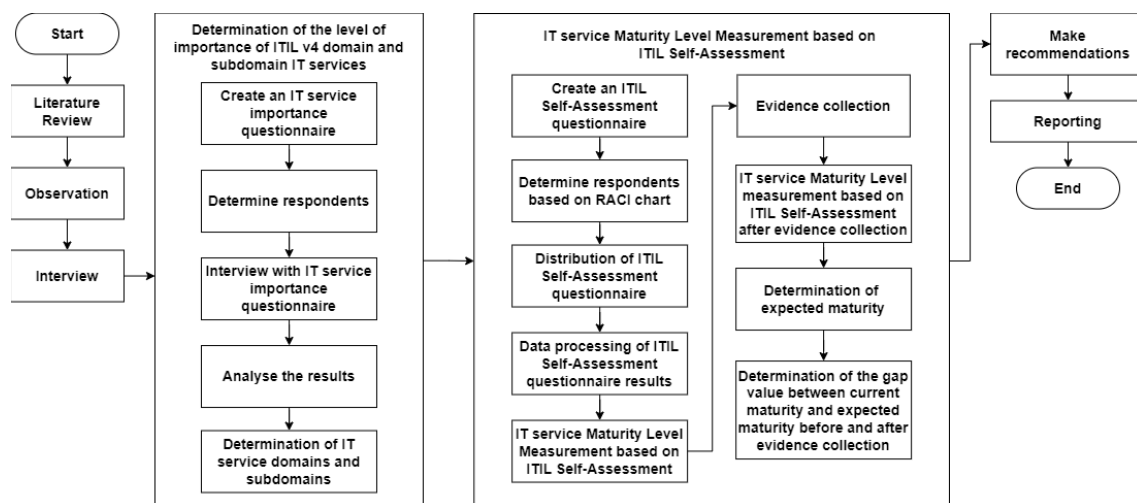 Start
Literature
Review
Observation
Interview
Determination of the level of
importance of ITIL v4 domain and
subdomain IT services
Create an IT service
importance
questionnaire
Determine respondents
Interview with IT service
importance
questionnaire
Analyse the results
Determination of IT
service domains and
subdomains
IT service Maturity Level Measurement based on
ITIL Self-Assessment
Create an ITIL
Self-Assessment
questionnaire
Determine respondents
based on RACI chart
Distribution of ITIL
Self-Assessment
questionnaire
Data processing of ITIL
Self-Assessment
questionnaire results
IT service Maturity Level
Measurement based on
ITIL Self-Assessment
Evidence collection
IT service Maturity Level
measurement based on
ITIL Self-Assessment
after evidence collection
Determination of
expected maturity
Determination of the gap
value between current
maturity and expected
maturity before and after
evidence collection
Make
recommendations
Reporting
End